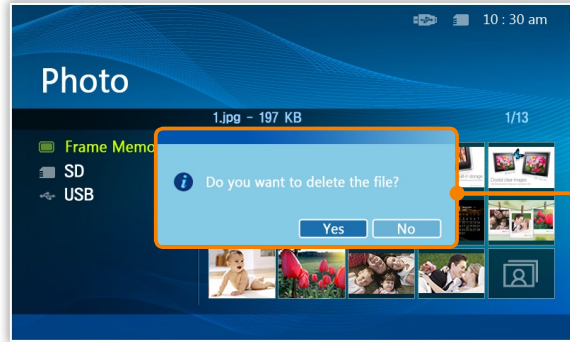 10 : 30 am
Photo
1.jpg - 197 KB
1/13
Frame Memo
SD
USB
Do you want to delete the file?
Yes
No